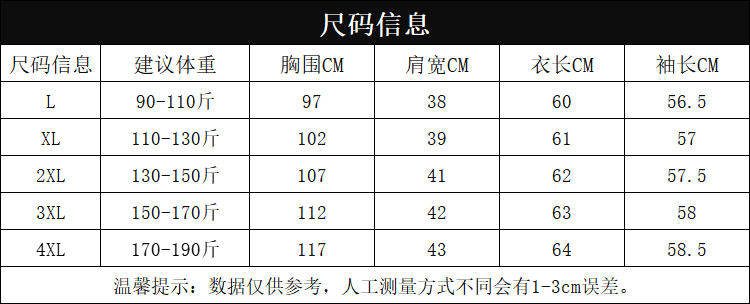 尺码信息
尺码信息 建议体重 胸围CM 肩宽CM 衣长CM 袖长CM
L 90-110斤 97 38 60 56.5
XL 110-130斤 102 39 61 57
2XL 130-150斤 107 41 62 57.5
3XL 150-170斤 112 42 63 58
4XL 170-190斤 117 43 64 58.5
温馨提示：数据仅供参考，人工测量方式不同会有1-3cm误差。